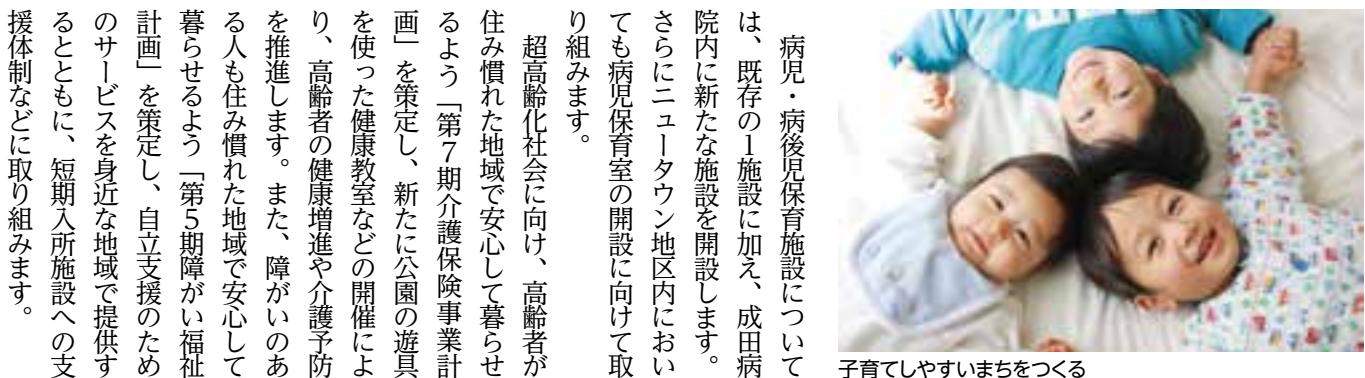 病児・病後児保育施設について
は、既存の1施設に加え、成田病
院内に新たな施設を開設します。
さらにニュータウン地区内におい
ても病児保育室の開設に向けて取
り組みます。
超高齢化社会に向け、高齢者が
住み慣れた地域で安心して暮らせ
るよう「第7期介護保険事業計
画」を策定し、新たに公園の遊具
を使った健康教室などの開催によ
り、高齢者の健康増進や介護予防
を推進します。また、障がいのあ
る人も住み慣れた地域で安心して
暮らせるよう「第5期障がい福祉
計画」を策定し、自立支援のため
のサービスを身近な地域で提供す
るとともに、短期入所施設への支
援体制などに取り組みます。
子育てしやすいまちをつくる